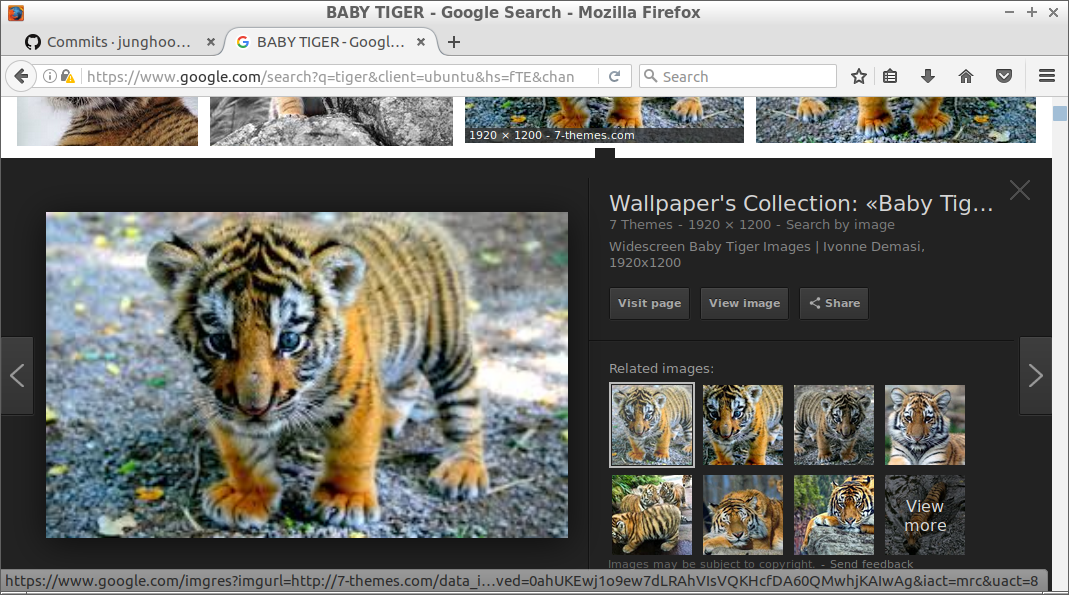 BABY TIGER - Google Search - Mozilla Firefox
Commits · junghoo...
BABY TIGER - Googl...
https://www.google.com/search?q=tiger&client=ubuntu&hs=fTE&chan
Search
1920 × 1200 - 7-themes.com
Wallpaper's Collection: «Baby Tig...
7 Themes - 1920 × 1200 - Search by image
Widescreen Baby Tiger Images | Ivonne Demasi,
1920x1200
Visit page
View image
Share
Related images:
View
more
Images may be subject to copyright. - Send feedback
https://www.google.com/imgres?imgurl=http://7-themes.com/data_i...ved=0ahUKEwj1o9ew7dLRAhVIsVQKHcfDA60QMwhjKAIwAg&iact=mrc&uact=8